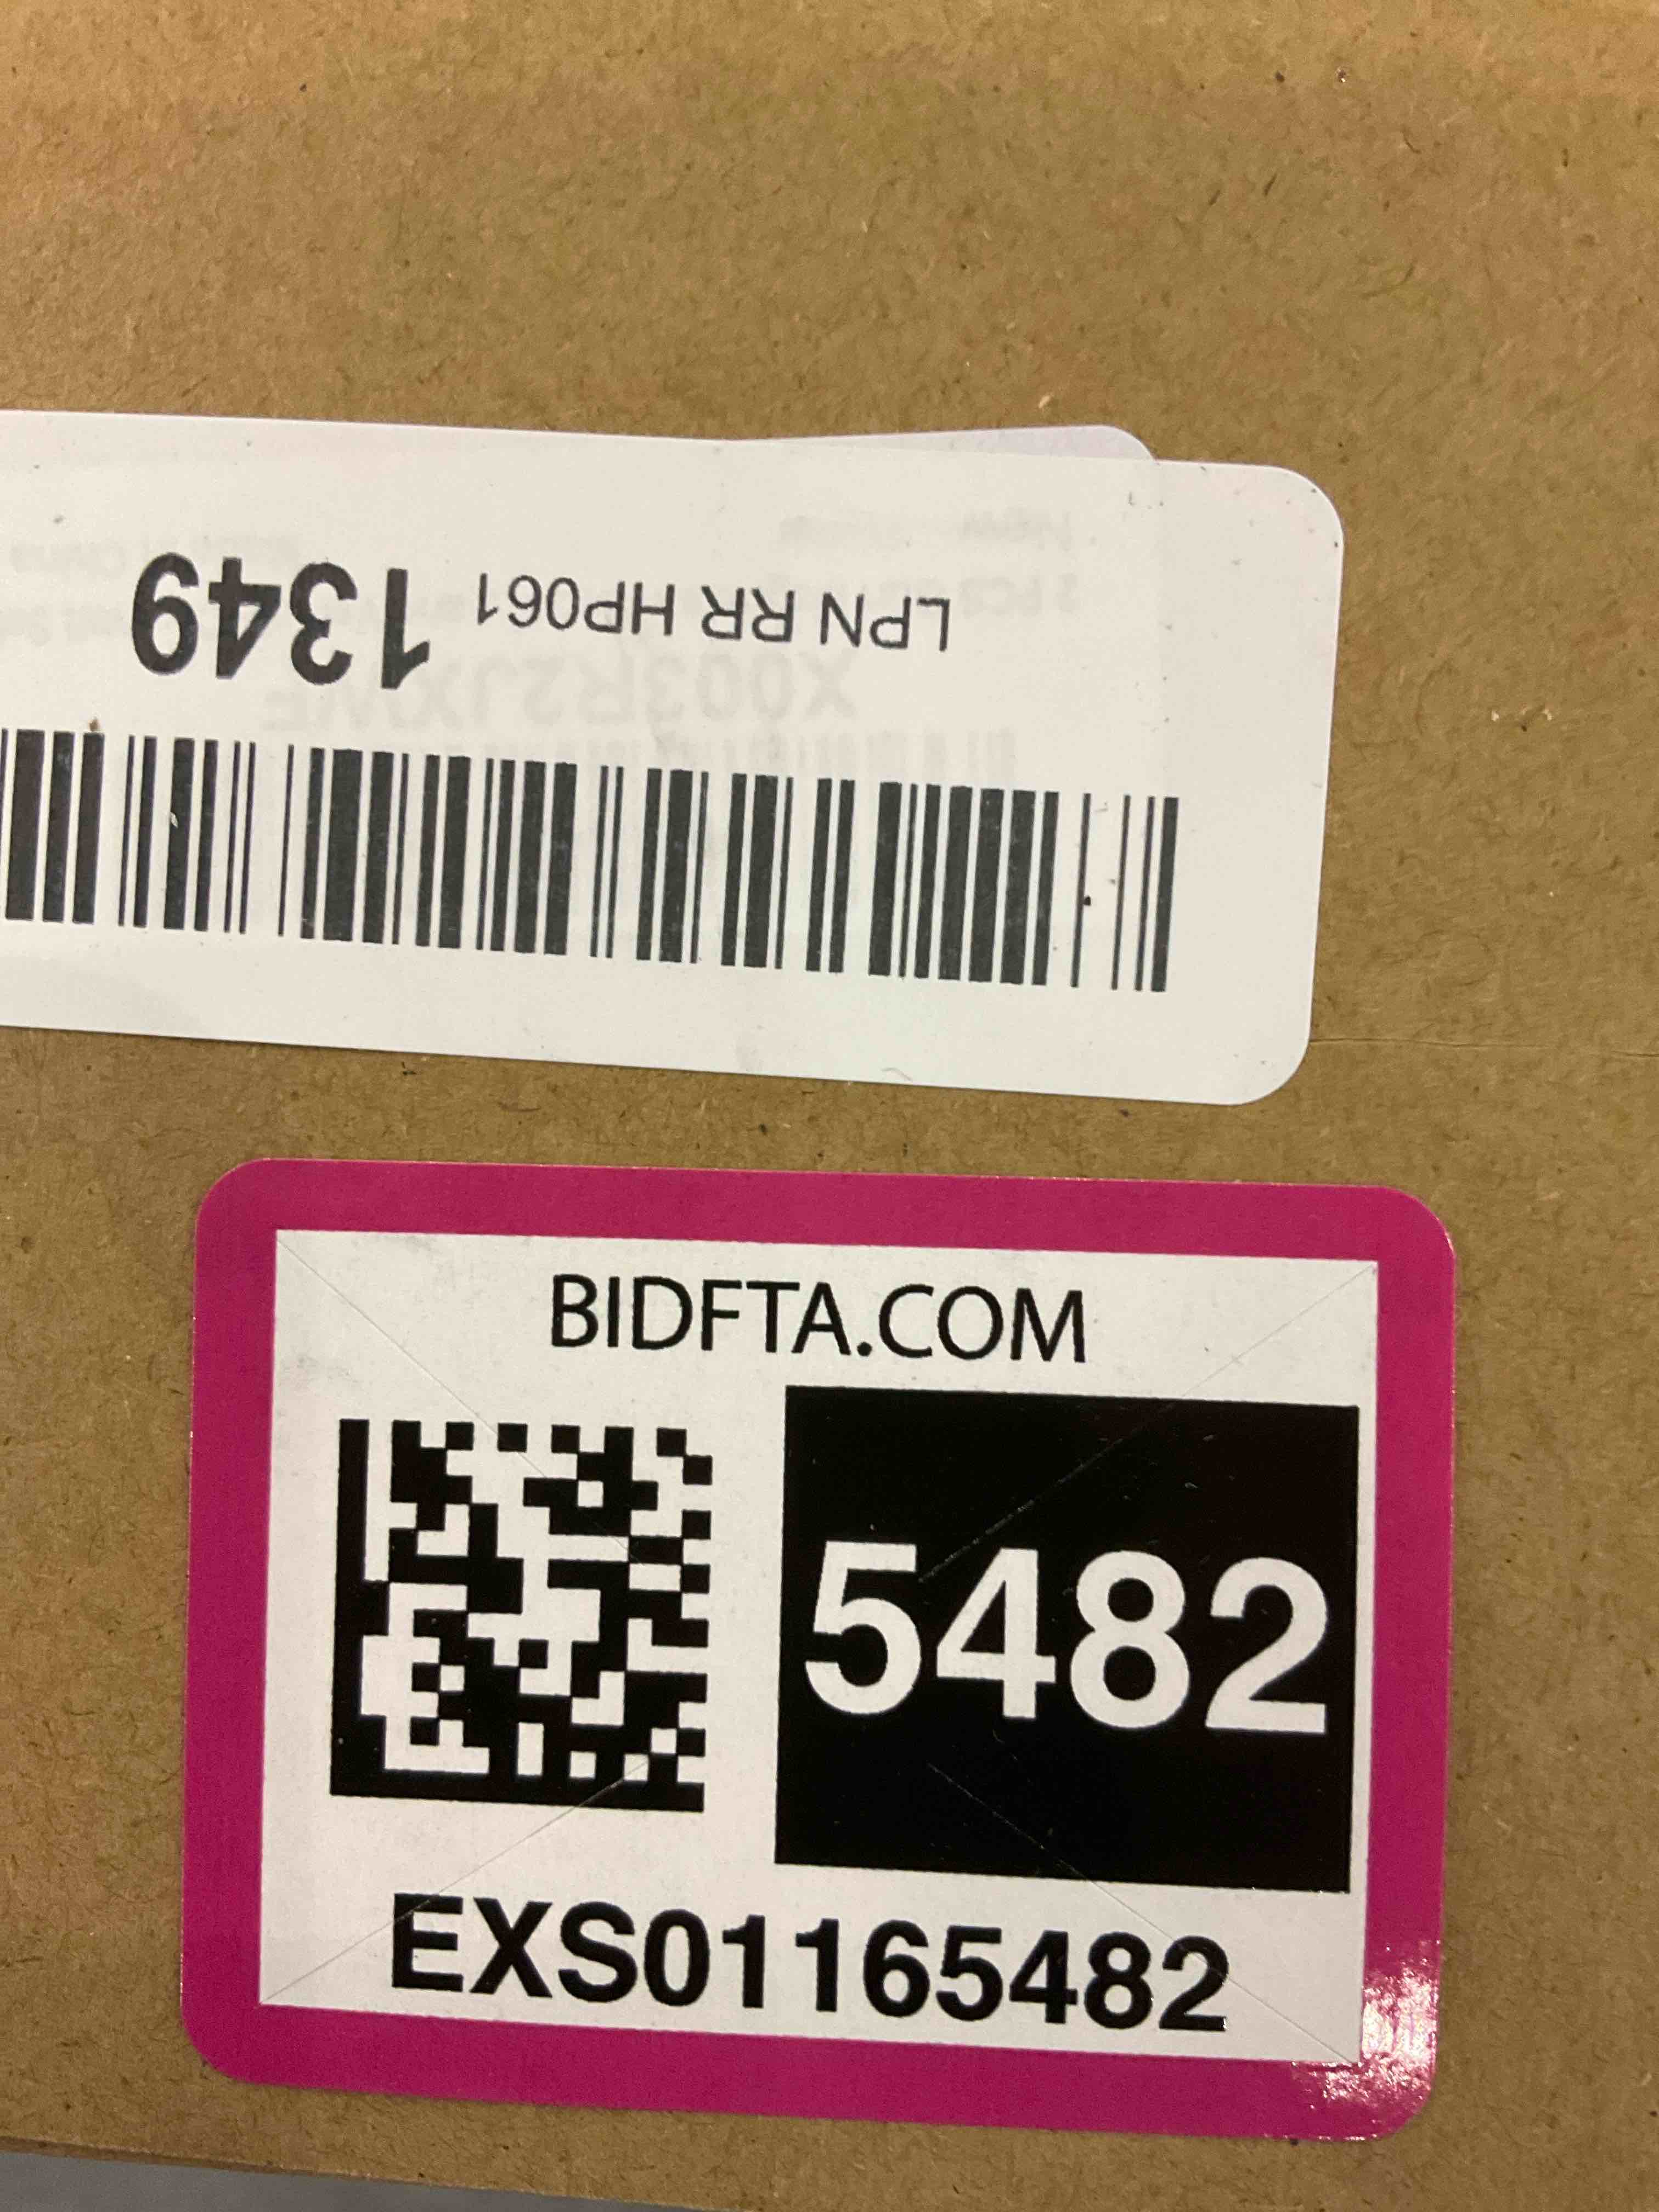 LPN RR HP061 1349
BIDFTA.COM
5482
EXS01165482